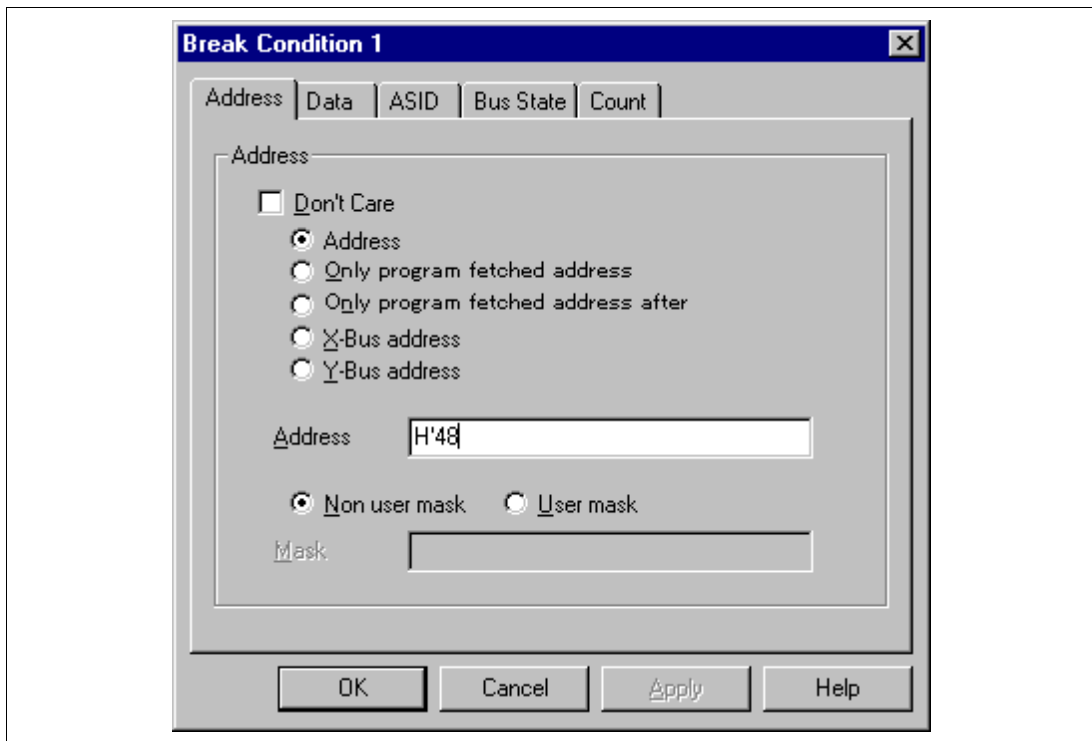 Break Condition 1
Address Data ASID Bus State Count
Address
Don't Care
Address
Only program fetched address
Only program fetched address after
X-Bus address
Y-Bus address
Address H'48
Non user mask User mask
Mask
OK Cancel Apply Help